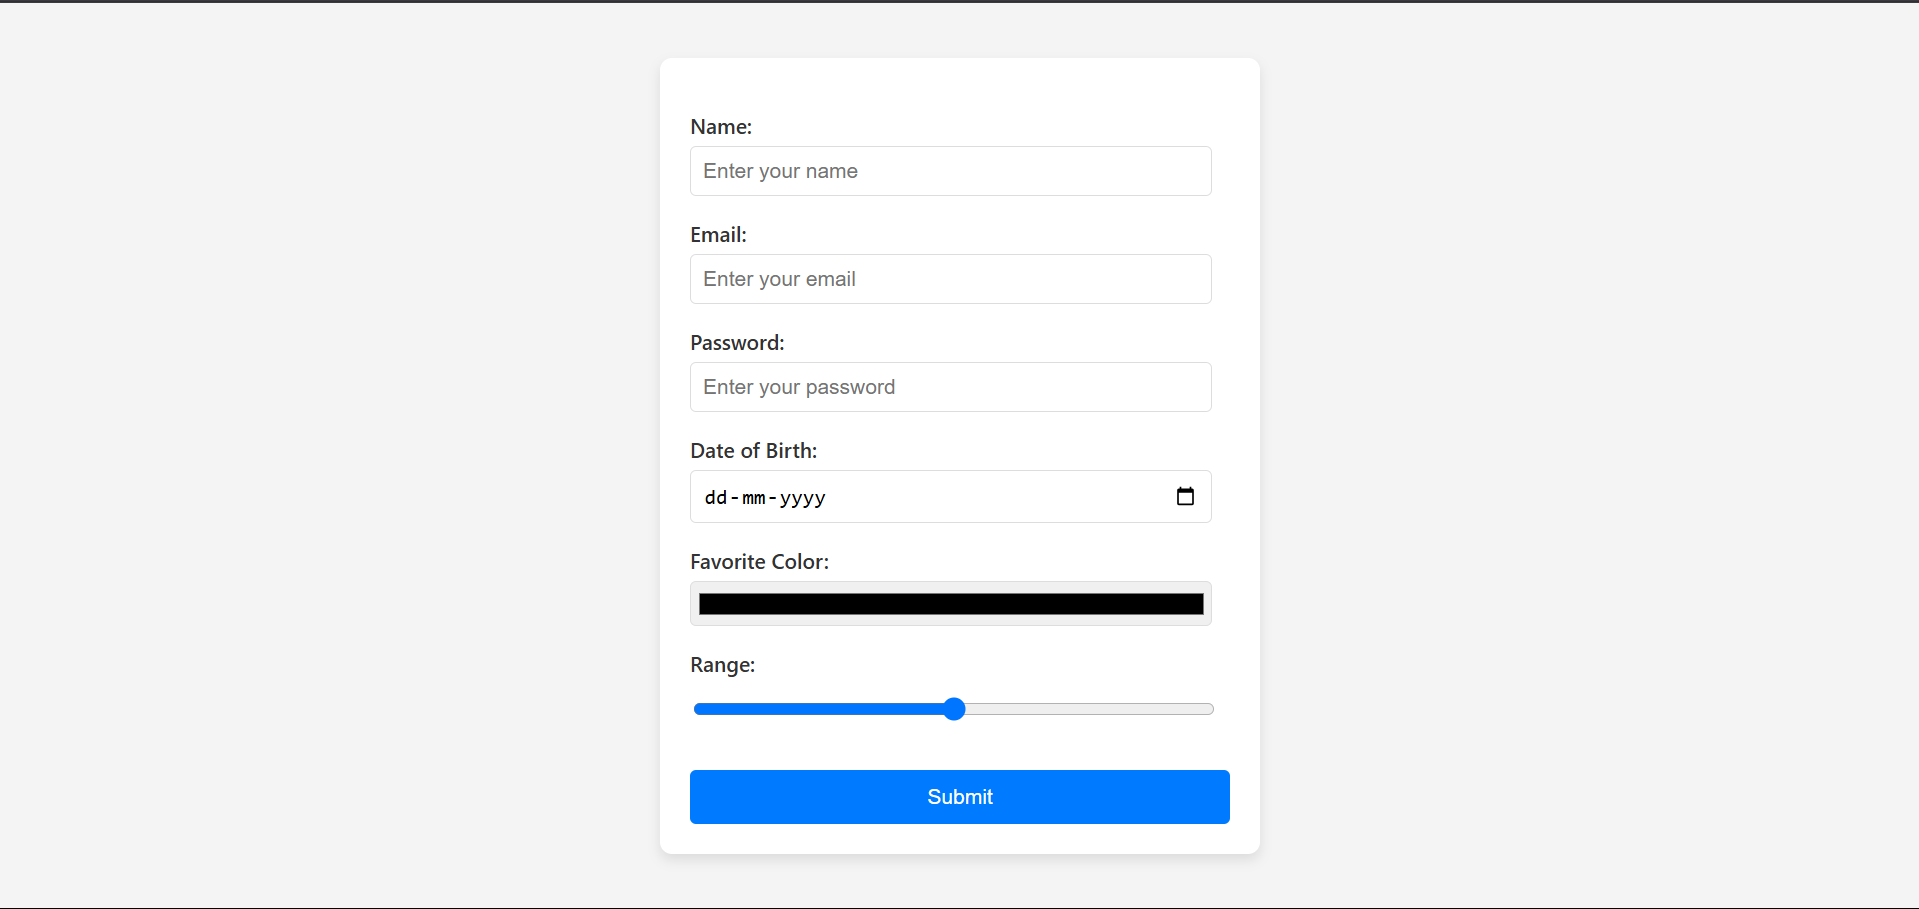 Name:
Enter your name
Email:
Enter your email
Password:
Enter your password
Date of Birth:
dd-mm-yyyy
Favorite Color:
Range:
Submit